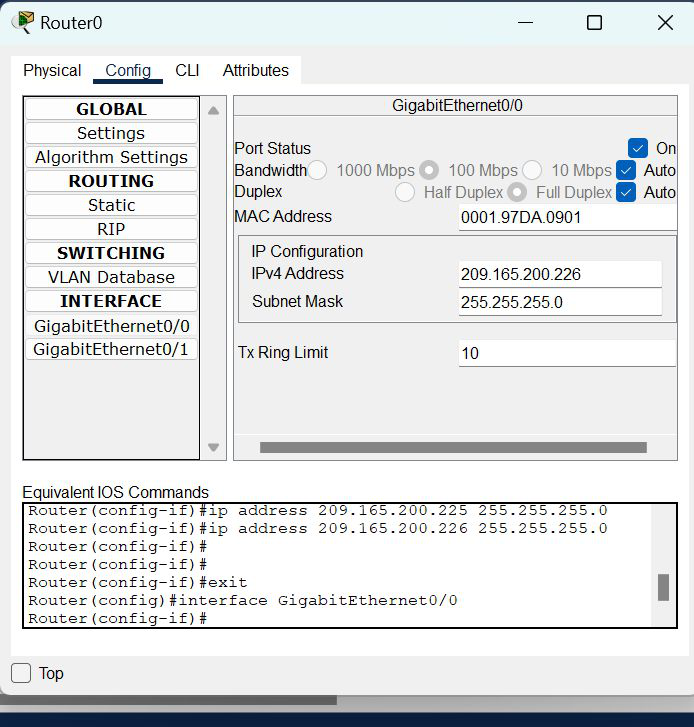 Router0
Physical Config CLI Attributes
GLOBAL
Settings
Algorithm Settings
ROUTING
Static
RIP
SWITCHING
VLAN Database
INTERFACE
GigabitEthernet0/0
GigabitEthernet0/1
GigabitEthernet0/0
Port Status On
Bandwidth 1000 Mbps 100 Mbps 10 Mbps Auto
Duplex Half Duplex Full Duplex Auto
MAC Address 0001.97DA.0901
IP Configuration
IPv4 Address 209.165.200.226
Subnet Mask 255.255.255.0
Tx Ring Limit 10
Equivalent IOS Commands
Router(config-if)#ip address 209.165.200.225 255.255.255.0
Router(config-if)#ip address 209.165.200.226 255.255.255.0
Router(config-if)#
Router(config-if)#
Router(config-if)#exit
Router(config)#interface GigabitEthernet0/0
Router(config-if)#
Top